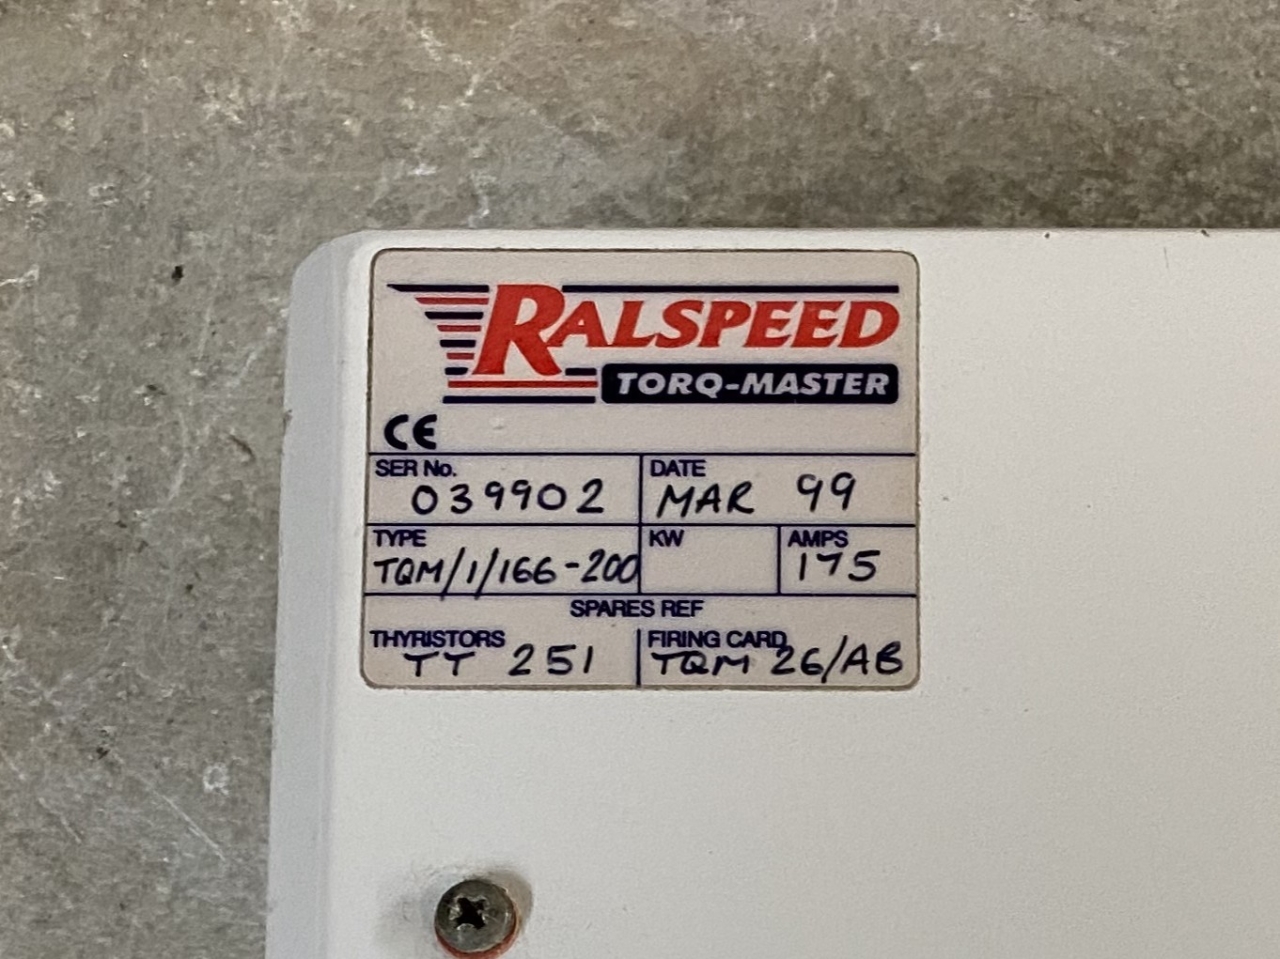 RALSPEED
TORQ-MASTER
CE
SER No. DATE
039902 MAR 99
TYPE KW AMPS
TQM/1/166-200 175
SPARES REF
THYRISTORS FIRING CARD
TT 251 TQM 26/AB